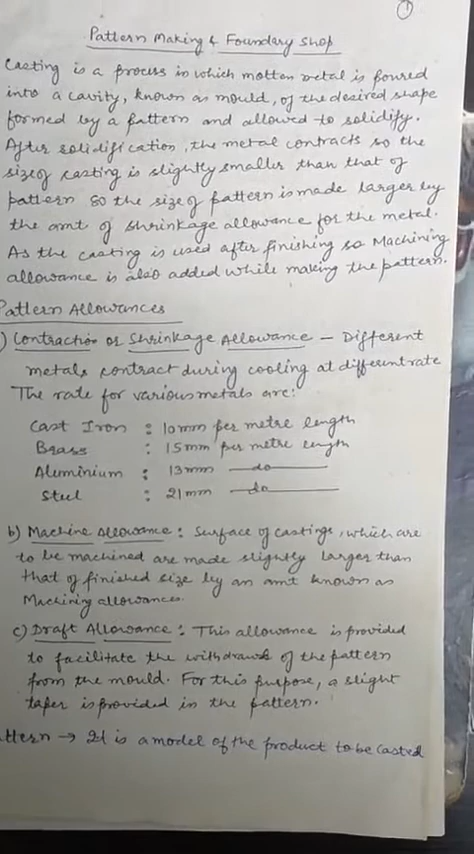 1
Pattern Making & Foundary Shop
Casting is a process in which molten metal is poured
into a cavity, known as mould, of the desired shape
formed by a pattern and allowed to solidify.
After solidification, the metal contracts so the
size of casting is slightly smaller than that of
pattern so the size of pattern is made larger by
the amt of shrinkage allowance for the metal.
As the casting is used after finishing so Machining
allowance is also added while making the pattern.
Pattern Allowances
) Contraction or Shrinkage Allowance – Different
metals contract during cooling at different rate
The rate for various metals are:
Cast Iron : 10mm per metre length
Brass : 15mm per metre length
Aluminium : 13mm —do—
Steel : 21mm —do—
b) Machine Allowance : Surface of castings, which are
to be machined are made slightly larger than
that of finished size by an amt known as
Machining allowances.
c) Draft Allowance : This allowance is provided
to facilitate the withdrawl of the pattern
from the mould. For this purpose, a slight
taper is provided in the pattern.
ttern → It is a model of the product to be casted